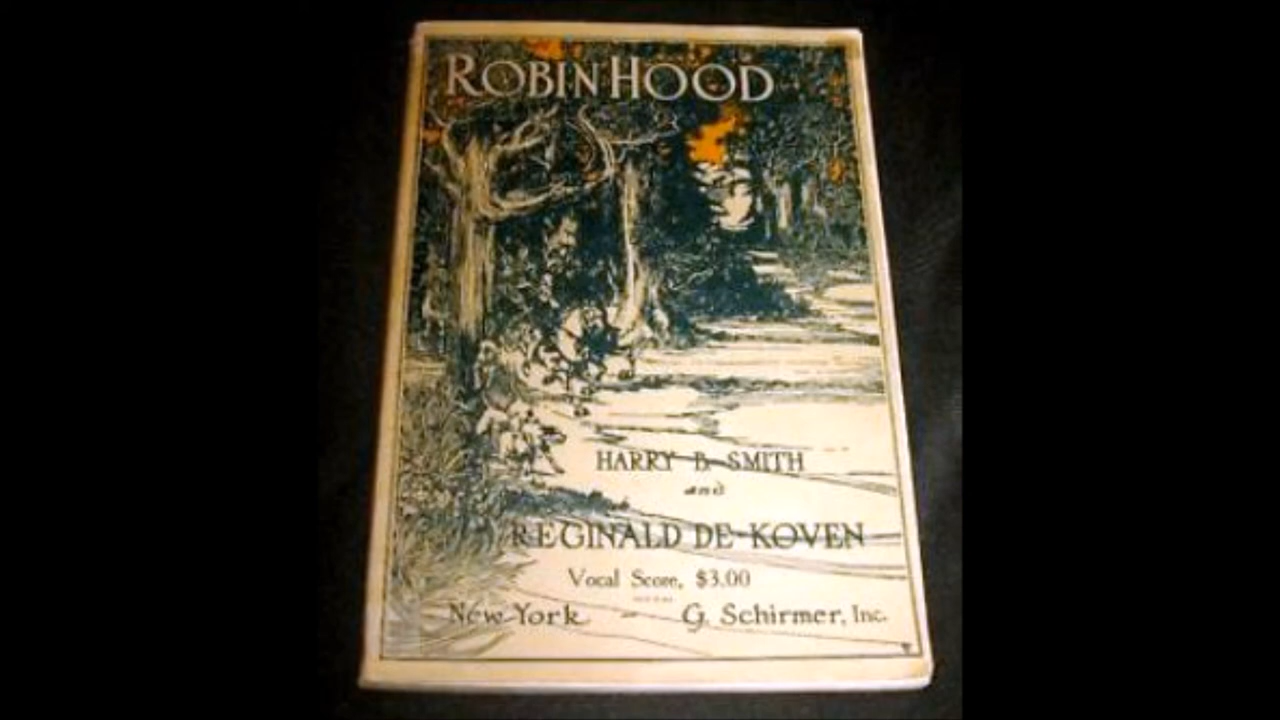 ROBIN HOOD
HARRY B. SMITH
and
REGINALD DE KOVEN
Vocal Score, $3.00
New York - G. Schirmer, Inc.